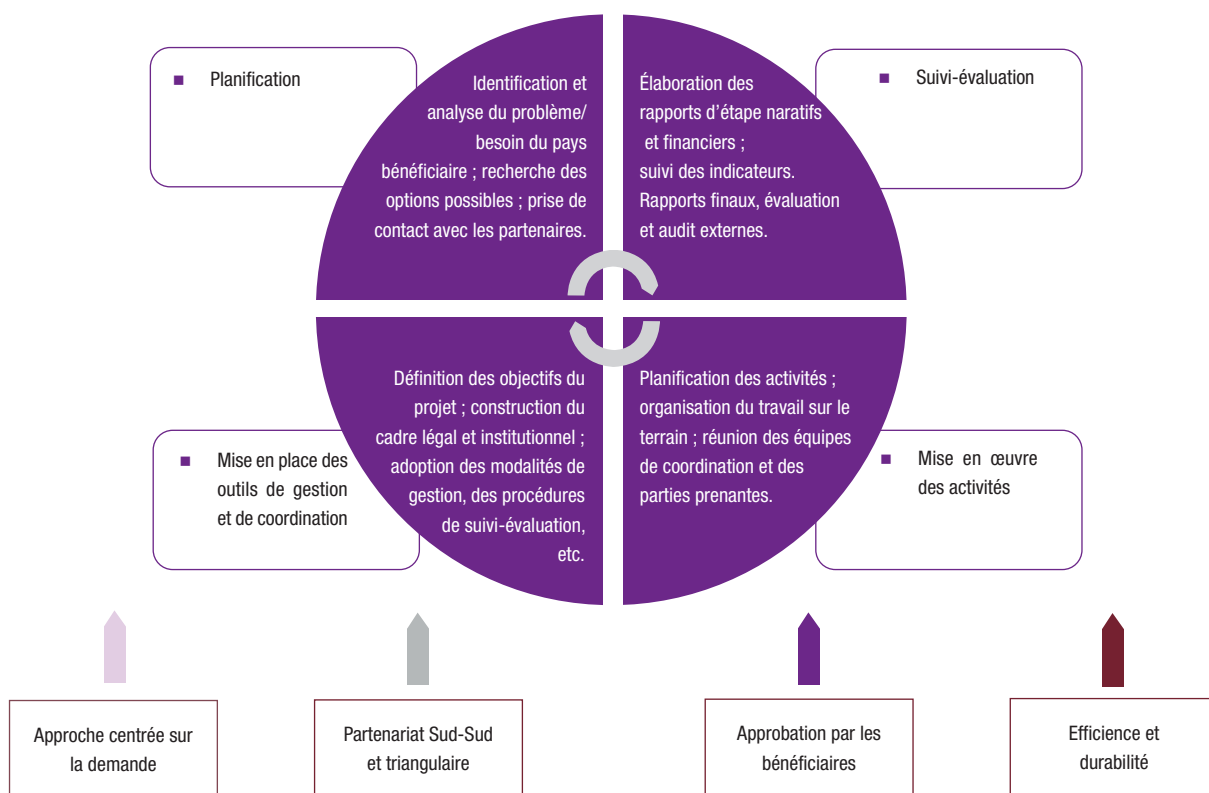 ■ Planification
Identification et
analyse du problème/
besoin du pays
bénéficiaire ; recherche des
options possibles ; prise de
contact avec les partenaires.
Élaboration des
rapports d'étape naratifs
et financiers ;
suivi des indicateurs.
Rapports finaux, évaluation
et audit externes.
■ Suivi-évaluation
■ Mise en place des
outils de gestion
et de coordination
Définition des objectifs du
projet ; construction du
cadre légal et institutionnel ;
adoption des modalités de
gestion, des procédures
de suivi-évaluation,
etc.
Planification des activités ;
organisation du travail sur le
terrain ; réunion des équipes
de coordination et des
parties prenantes.
■ Mise en œuvre
des activités
Approche centrée sur
la demande
Partenariat Sud-Sud
et triangulaire
Approbation par les
bénéficiaires
Efficience et
durabilité